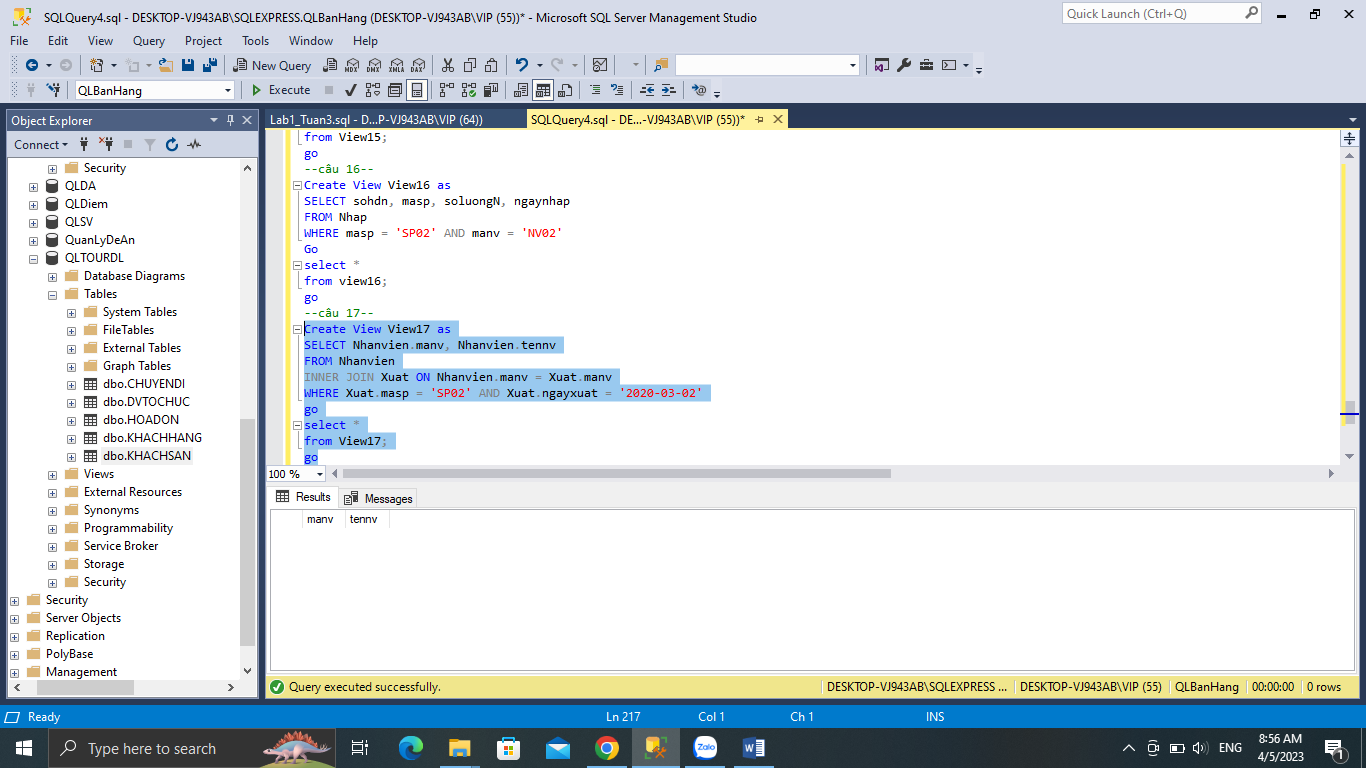 SQLQuery4.sql - DESKTOP-VJ943AB\SQLEXPRESS.QLBanHang (DESKTOP-VJ943AB\VIP (55))* - Microsoft SQL Server Management Studio
Quick Launch (Ctrl+Q)
File Edit View Query Project Tools Window Help
New Query
MDX DMX XMLA DAX
QLBanHang
Execute
Object Explorer
Lab1_Tuan3.sql - D...P-VJ943AB\VIP (64))
SQLQuery4.sql - DE...-VJ943AB\VIP (55))*
Connect
Security
QLDA
QLDiem
QLSV
QuanLyDeAn
QLTOURDL
Database Diagrams
Tables
System Tables
FileTables
External Tables
Graph Tables
dbo.CHUYENDI
dbo.DVTOCHUC
dbo.HOADON
dbo.KHACHHANG
dbo.KHACHSAN
Views
External Resources
Synonyms
Programmability
Service Broker
Storage
Security
Security
Server Objects
Replication
PolyBase
Management
from View15;
go
--câu 16--
Create View View16 as
SELECT sohdn, masp, soluongN, ngaynhap
FROM Nhap
WHERE masp = 'SP02' AND manv = 'NV02'
Go
select *
from view16;
go
--câu 17--
Create View View17 as
SELECT Nhanvien.manv, Nhanvien.tennv
FROM Nhanvien
INNER JOIN Xuat ON Nhanvien.manv = Xuat.manv
WHERE Xuat.masp = 'SP02' AND Xuat.ngayxuat = '2020-03-02'
go
select *
from View17;
go
100 %
Results Messages
manv tennv
Query executed successfully.
DESKTOP-VJ943AB\SQLEXPRESS ... DESKTOP-VJ943AB\VIP (55) QLBanHang 00:00:00 0 rows
Ready Ln 217 Col 1 Ch 1 INS
Type here to search
Zalo
ENG
8:56 AM
4/5/2023
1